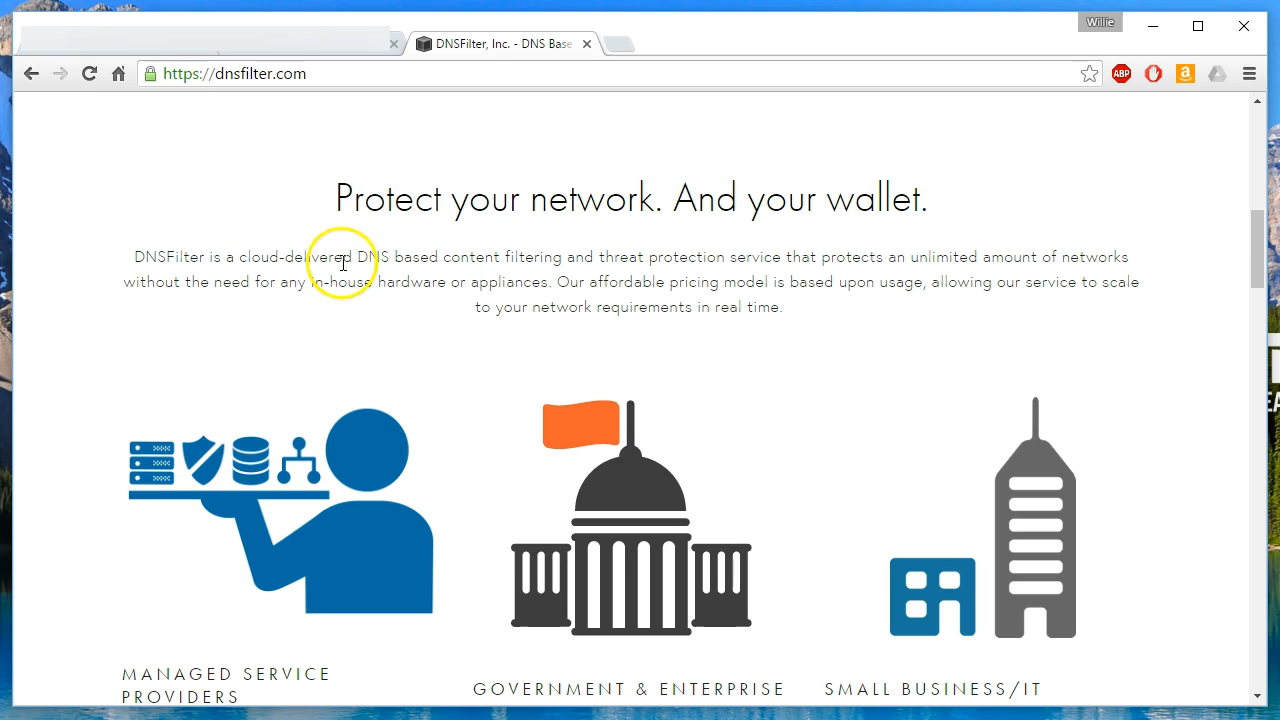 Willie
DNSFilter, Inc. - DNS Base
https://dnsfilter.com
ABP
a
Protect your network. And your wallet.
DNSFilter is a cloud-delivered DNS based content filtering and threat protection service that protects an unlimited amount of networks
without the need for any in-house hardware or appliances. Our affordable pricing model is based upon usage, allowing our service to scale
to your network requirements in real time.
MANAGED SERVICE
PROVIDERS
GOVERNMENT & ENTERPRISE
SMALL BUSINESS/IT